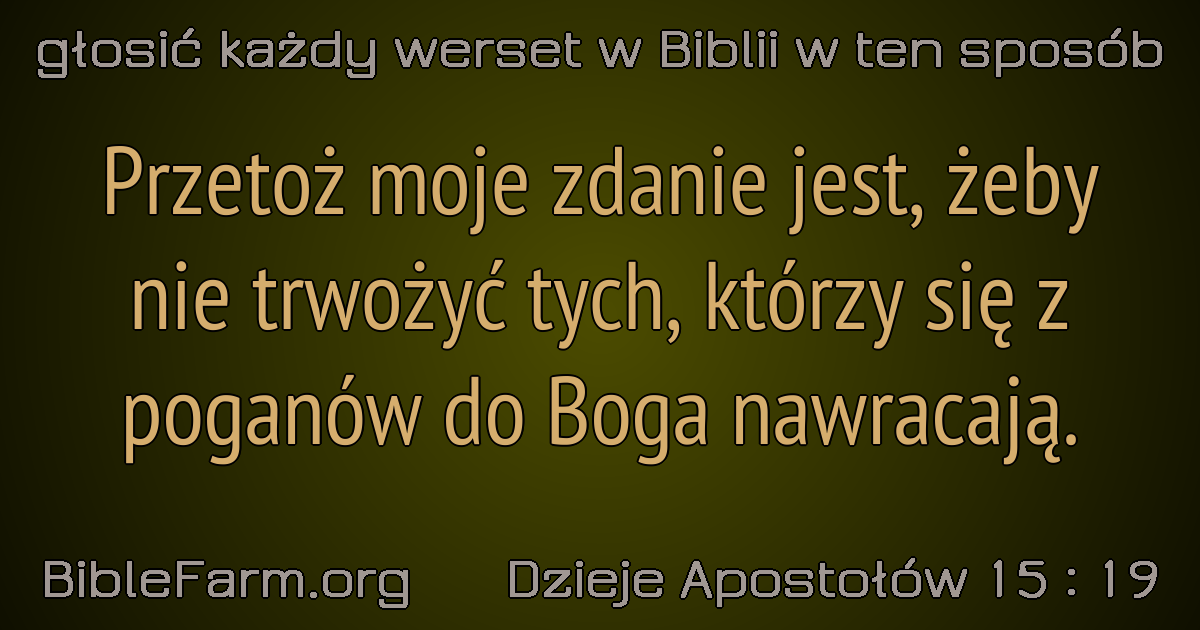 głosić każdy werset w Biblii w ten sposób
Przetoż moje zdanie jest, żeby
nie trwożyć tych, którzy się z
poganów do Boga nawracają.
BibleFarm.org Dzieje Apostołów 15 : 19